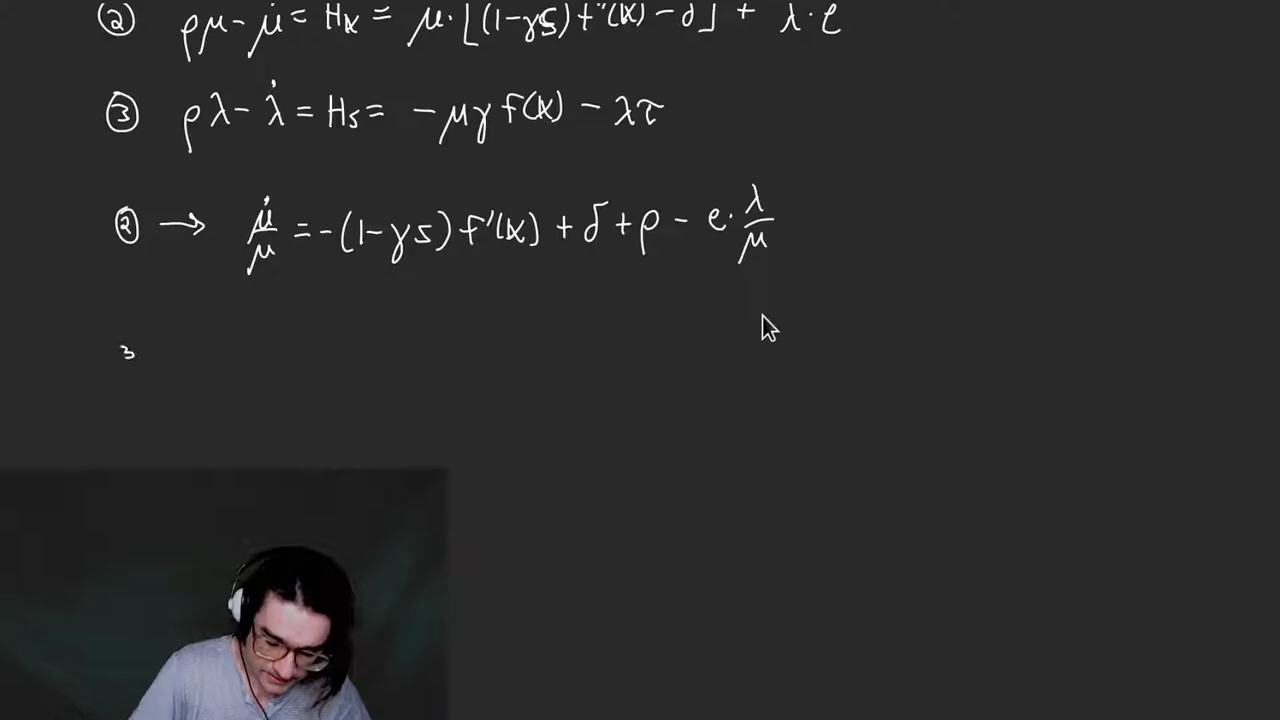 ② ρμ - μ̇ = H_k = μ·[(1-γs)f'(k) - δ] + λ·e
③ ρλ - λ̇ = H_s = -μγ f(k) - λτ
② → μ̇/μ = -(1-γs) f'(k) + δ + ρ - e·λ/μ
3